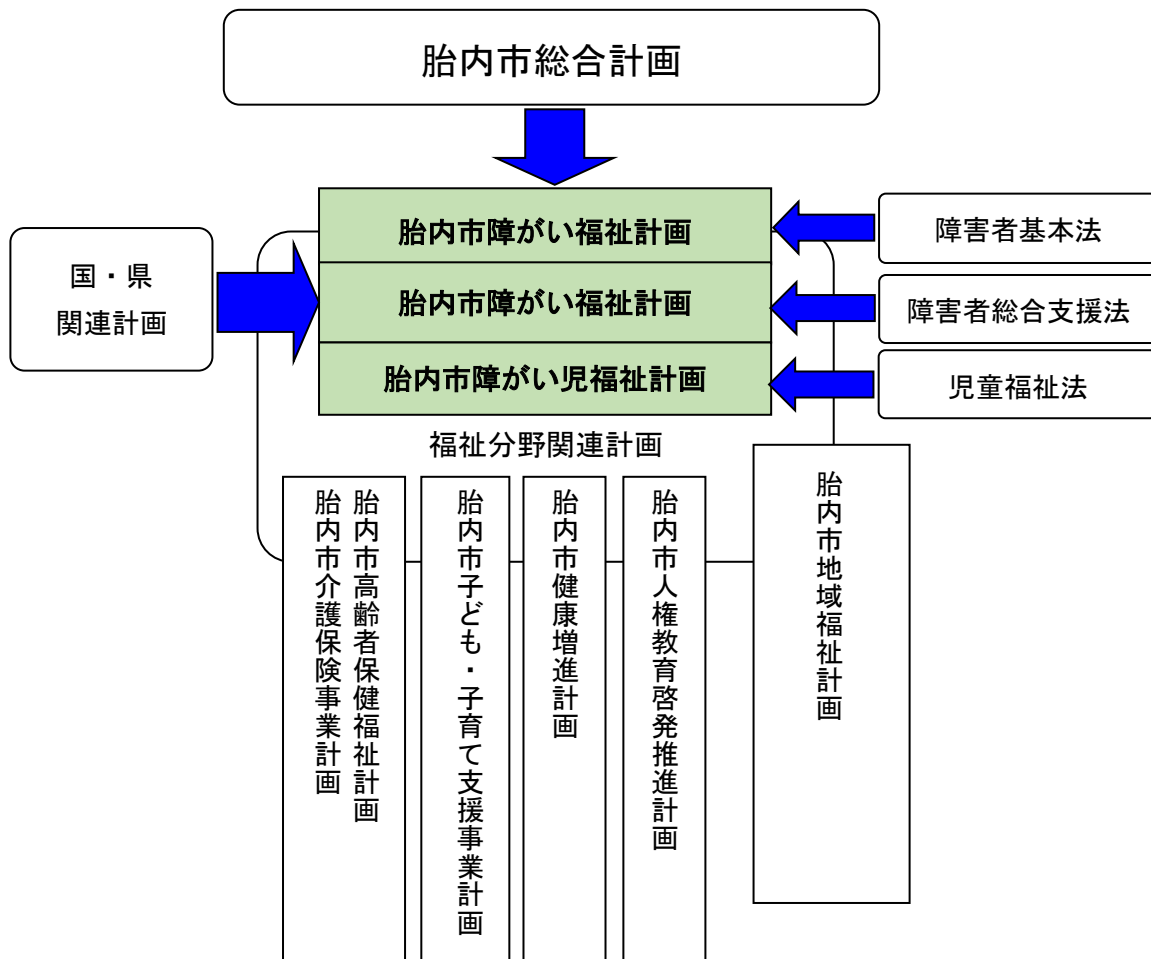 胎内市総合計画
胎内市障がい福祉計画
障害者基本法
国・県
関連計画
胎内市障がい福祉計画
障害者総合支援法
胎内市障がい児福祉計画
児童福祉法
福祉分野関連計画
胎内市高齢者保健福祉計画
胎内市介護保険事業計画
胎内市子ども・子育て支援事業計画
胎内市健康増進計画
胎内市人権教育啓発推進計画
胎内市地域福祉計画